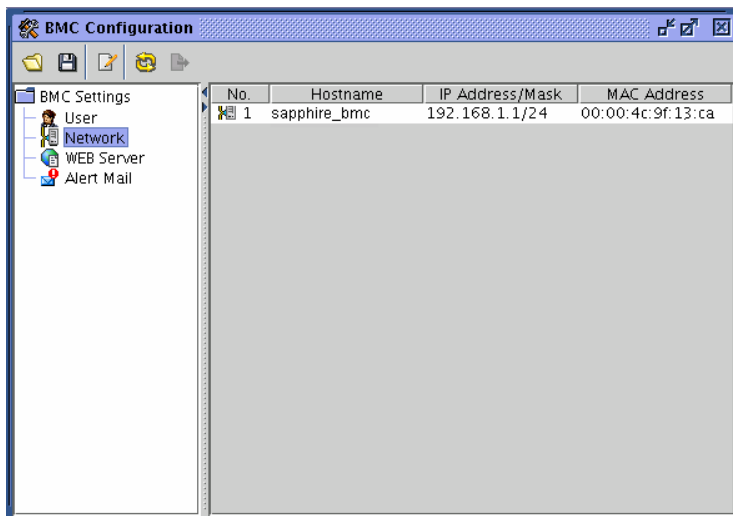 BMC Configuration
BMC Settings
User
Network
WEB Server
Alert Mail
No. Hostname IP Address/Mask MAC Address
1 sapphire_bmc 192.168.1.1/24 00:00:4c:9f:13:ca